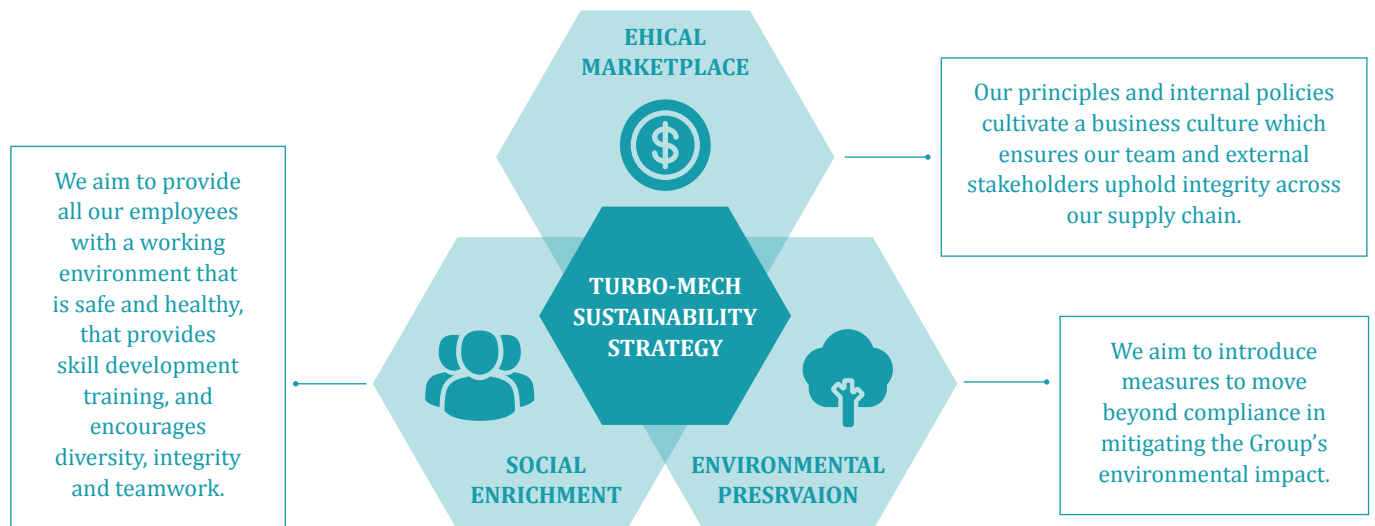 EHICAL
MARKETPLACE
Our principles and internal policies
cultivate a business culture which
ensures our team and external
stakeholders uphold integrity across
our supply chain.
We aim to provide
all our employees
with a working
environment that
is safe and healthy,
that provides
skill development
training, and
encourages
diversity, integrity
and teamwork.
TURBO-MECH
SUSTAINABILITY
STRATEGY
We aim to introduce
measures to move
beyond compliance in
mitigating the Group’s
environmental impact.
SOCIAL
ENRICHMENT
ENVIRONMENTAL
PRESRVAION